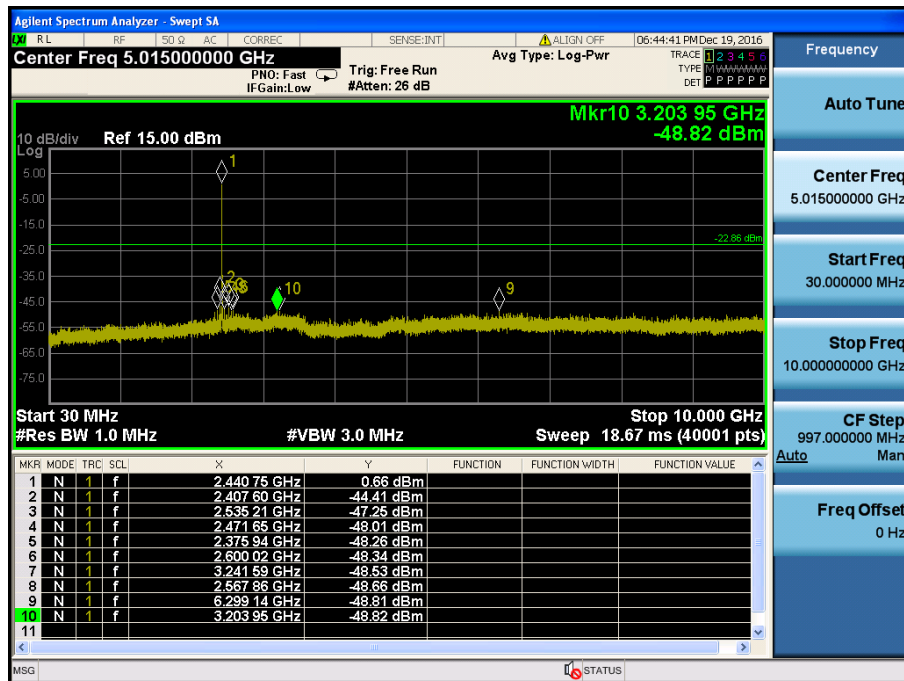 Agilent Spectrum Analyzer - Swept SA
LXI RL RF 50 Ω AC CORREC SENSE:INT ALIGN OFF 06:44:41 PM Dec 19, 2016
Center Freq 5.015000000 GHz
PNO: Fast
IFGain:Low
Trig: Free Run
#Atten: 26 dB
Avg Type: Log-Pwr
TRACE 1 2 3 4 5 6
TYPE M W W W W W
DET P P P P P P
Mkr10 3.203 95 GHz
-48.82 dBm
10 dB/div Ref 15.00 dBm
Log
1
5.00
-5.00
-15.0
-22.86 dBm
-25.0
-35.0
2
10
9
-45.0
-55.0
-65.0
-75.0
Start 30 MHz Stop 10.000 GHz
#Res BW 1.0 MHz #VBW 3.0 MHz Sweep 18.67 ms (40001 pts)
MKR MODE TRC SCL X Y FUNCTION FUNCTION WIDTH FUNCTION VALUE
1 N 1 f 2.440 75 GHz 0.66 dBm
2 N 1 f 2.407 60 GHz -44.41 dBm
3 N 1 f 2.535 21 GHz -47.25 dBm
4 N 1 f 2.471 65 GHz -48.01 dBm
5 N 1 f 2.375 94 GHz -48.26 dBm
6 N 1 f 2.600 02 GHz -48.34 dBm
7 N 1 f 3.241 59 GHz -48.53 dBm
8 N 1 f 2.567 86 GHz -48.66 dBm
9 N 1 f 6.299 14 GHz -48.81 dBm
10 N 1 f 3.203 95 GHz -48.82 dBm
11
MSG STATUS
Frequency
Auto Tune
Center Freq
5.015000000 GHz
Start Freq
30.000000 MHz
Stop Freq
10.000000000 GHz
CF Step
997.000000 MHz
Auto Man
Freq Offset
0 Hz